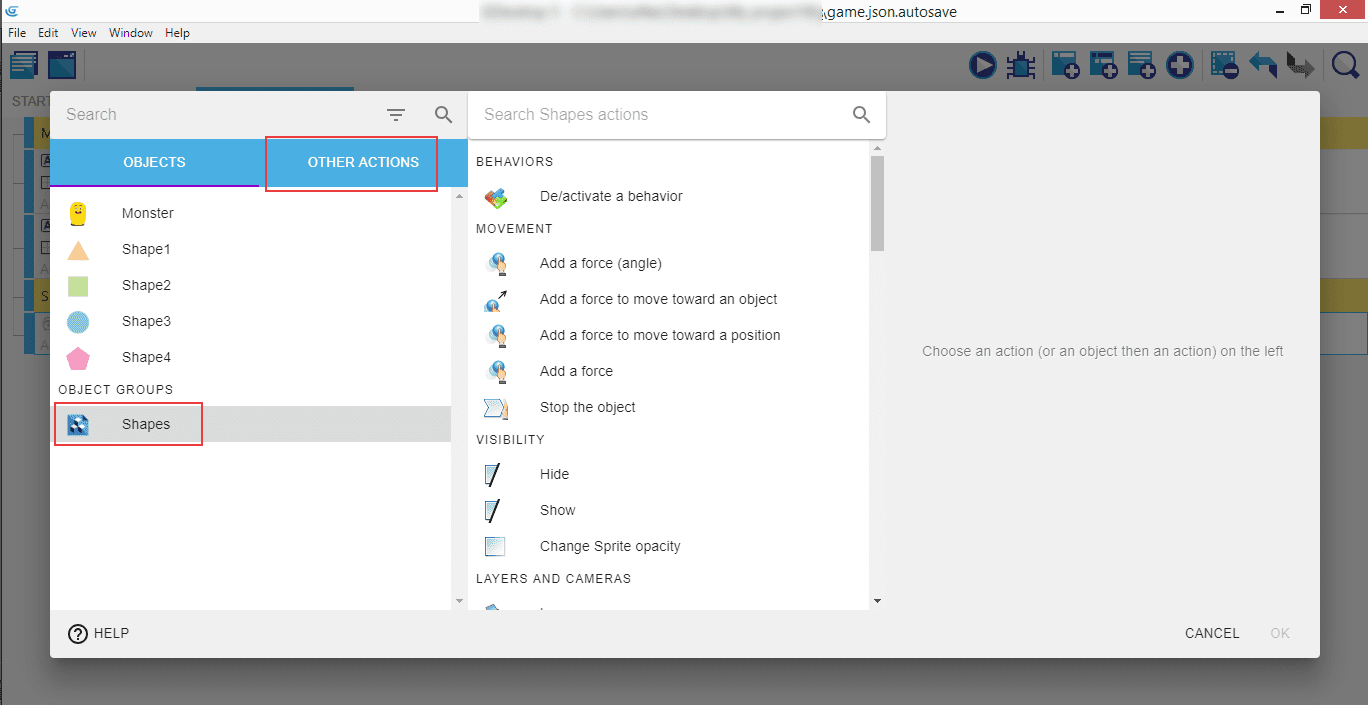 \game.json.autosave
File Edit View Window Help
START
Search
Search Shapes actions
OBJECTS
OTHER ACTIONS
Monster
Shape1
Shape2
Shape3
Shape4
OBJECT GROUPS
Shapes
BEHAVIORS
De/activate a behavior
MOVEMENT
Add a force (angle)
Add a force to move toward an object
Add a force to move toward a position
Add a force
Stop the object
VISIBILITY
Hide
Show
Change Sprite opacity
LAYERS AND CAMERAS
Choose an action (or an object then an action) on the left
? HELP
CANCEL
OK